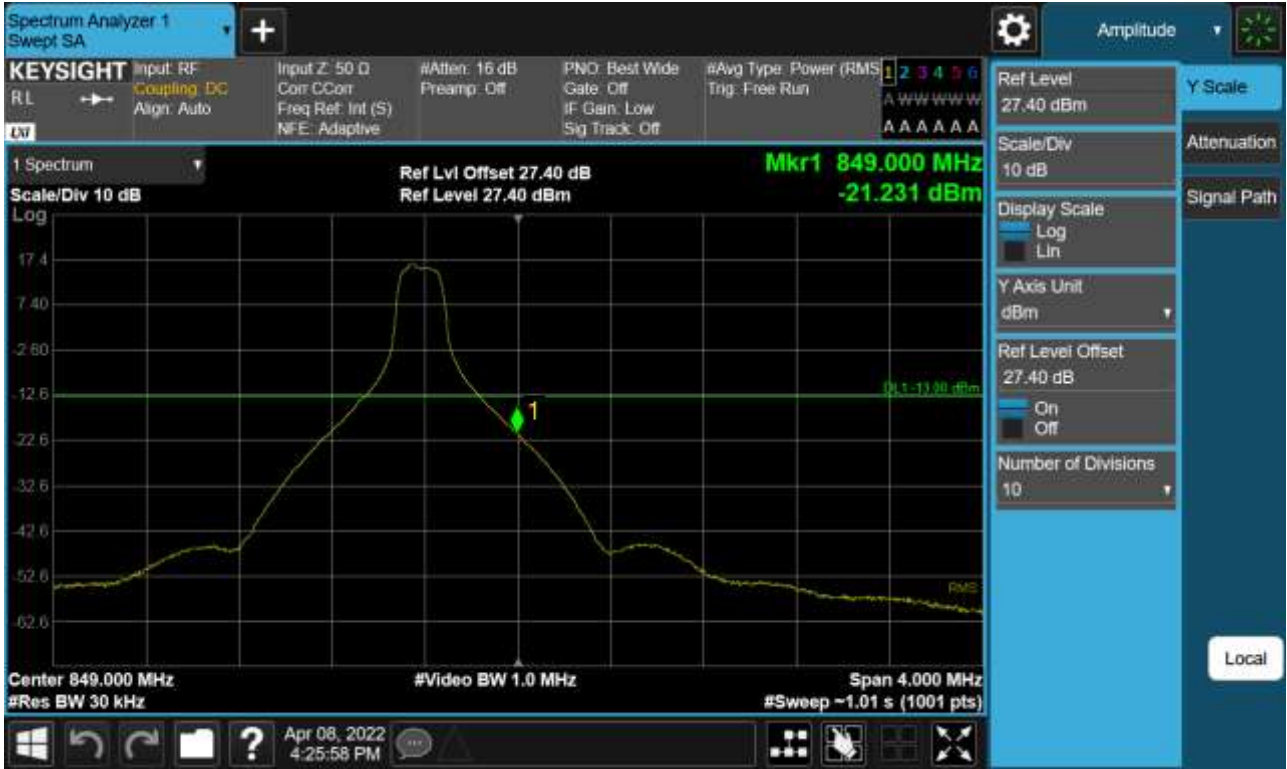 Spectrum Analyzer 1
Swept SA
+
Amplitude
KEYSIGHT
RL
LXI
Input: RF
Coupling: DC
Align: Auto
Input Z: 50 Ω
Corr CCorr
Freq Ref: Int (S)
NFE: Adaptive
#Atten: 16 dB
Preamp: Off
PNO: Best Wide
Gate: Off
IF Gain: Low
Sig Track: Off
#Avg Type: Power (RMS
Trig: Free Run
1 2 3 4 5 6
A W W W W W
A A A A A A
1 Spectrum
Scale/Div 10 dB
Ref Lvl Offset 27.40 dB
Ref Level 27.40 dBm
Mkr1 849.000 MHz
-21.231 dBm
Log
17.4
7.40
-2.60
-12.6
-22.6
-32.6
-42.6
-52.6
-62.6
DL1 -13.00 dBm
1
RMS
Center 849.000 MHz
#Video BW 1.0 MHz
Span 4.000 MHz
#Res BW 30 kHz
#Sweep ~1.01 s (1001 pts)
Ref Level
27.40 dBm
Scale/Div
10 dB
Display Scale
Log
Lin
Y Axis Unit
dBm
Ref Level Offset
27.40 dB
On
Off
Number of Divisions
10
Y Scale
Attenuation
Signal Path
Local
?
Apr 08, 2022
4:25:58 PM